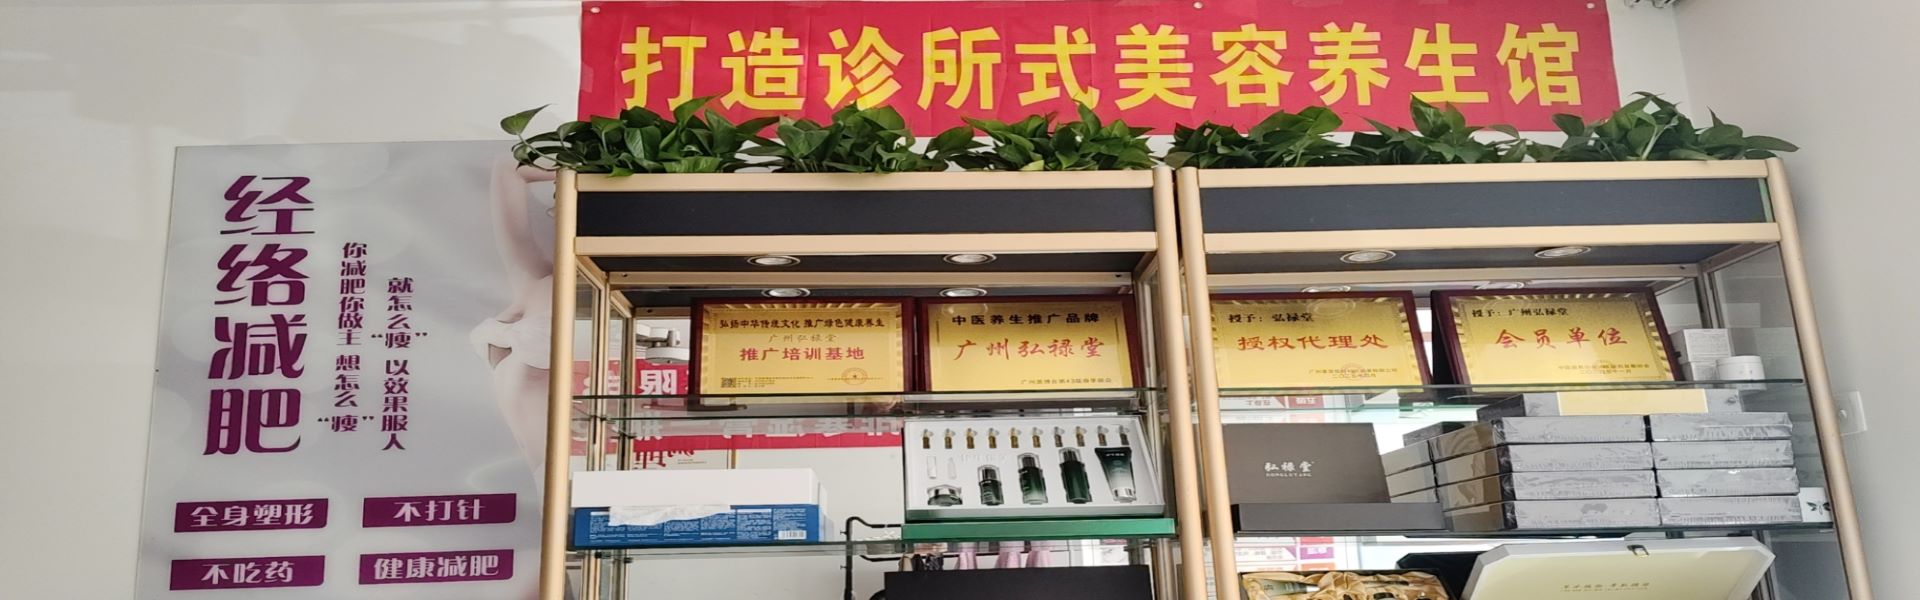 打造诊所式美容养生馆
经络减肥
你减肥你做主 想怎么“瘦”
就怎么“瘦” 以效果服人
全身塑形
不打针
不吃药
健康减肥
弘扬中华传统文化 推广绿色健康养生
广州弘禄堂
推广培训基地
中医养生推广品牌
广州弘禄堂
授予：弘禄堂
授权代理处
授予：广州弘禄堂
会员单位
弘禄堂